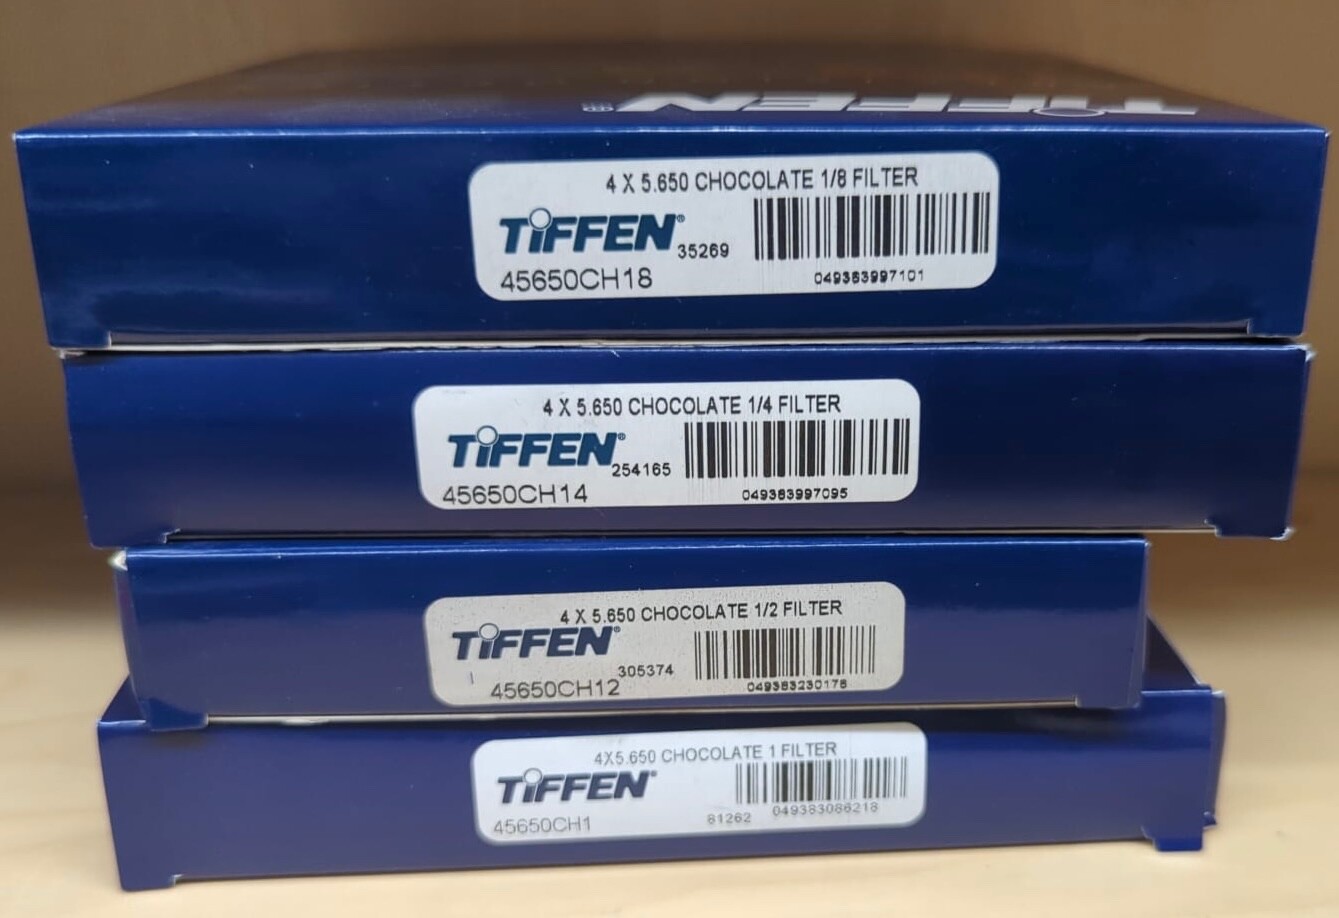 TIFFEN
4 X 5.650 CHOCOLATE 1/8 FILTER
TIFFEN® 35269
45650CH18
049383997101
4 X 5.650 CHOCOLATE 1/4 FILTER
TIFFEN® 254165
45650CH14
049383997095
4 X 5.650 CHOCOLATE 1/2 FILTER
TIFFEN® 305374
45650CH12
049383230178
4X5.650 CHOCOLATE 1 FILTER
TIFFEN®
45650CH1
81262
049383086218